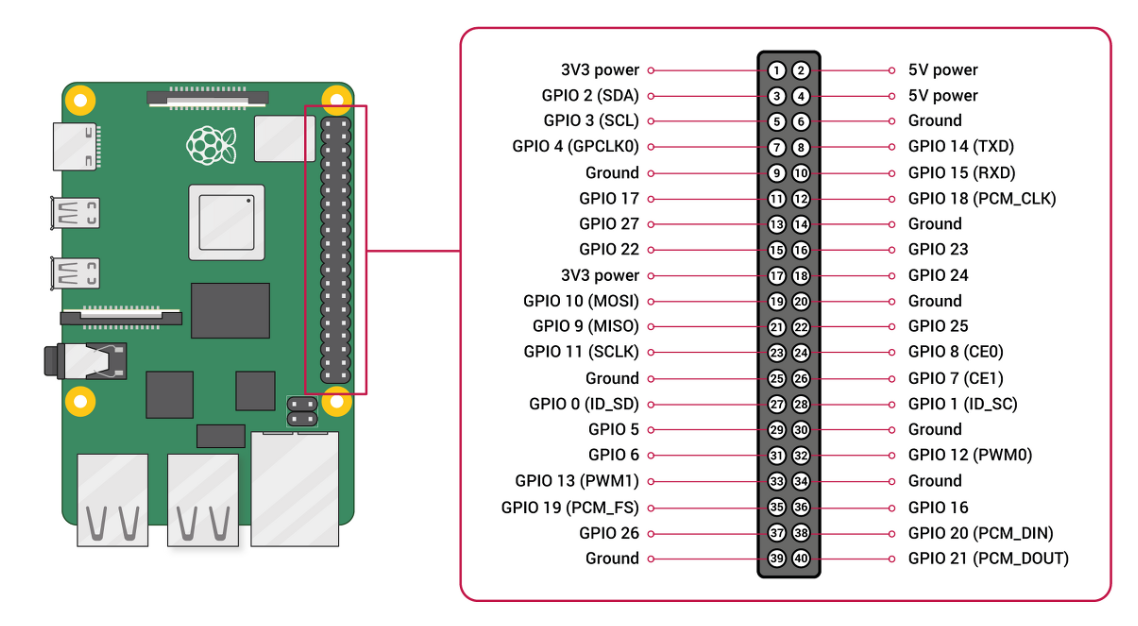 3V3 power 1 2 5V power
GPIO 2 (SDA) 3 4 5V power
GPIO 3 (SCL) 5 6 Ground
GPIO 4 (GPCLK0) 7 8 GPIO 14 (TXD)
Ground 9 10 GPIO 15 (RXD)
GPIO 17 11 12 GPIO 18 (PCM_CLK)
GPIO 27 13 14 Ground
GPIO 22 15 16 GPIO 23
3V3 power 17 18 GPIO 24
GPIO 10 (MOSI) 19 20 Ground
GPIO 9 (MISO) 21 22 GPIO 25
GPIO 11 (SCLK) 23 24 GPIO 8 (CE0)
Ground 25 26 GPIO 7 (CE1)
GPIO 0 (ID_SD) 27 28 GPIO 1 (ID_SC)
GPIO 5 29 30 Ground
GPIO 6 31 32 GPIO 12 (PWM0)
GPIO 13 (PWM1) 33 34 Ground
GPIO 19 (PCM_FS) 35 36 GPIO 16
GPIO 26 37 38 GPIO 20 (PCM_DIN)
Ground 39 40 GPIO 21 (PCM_DOUT)